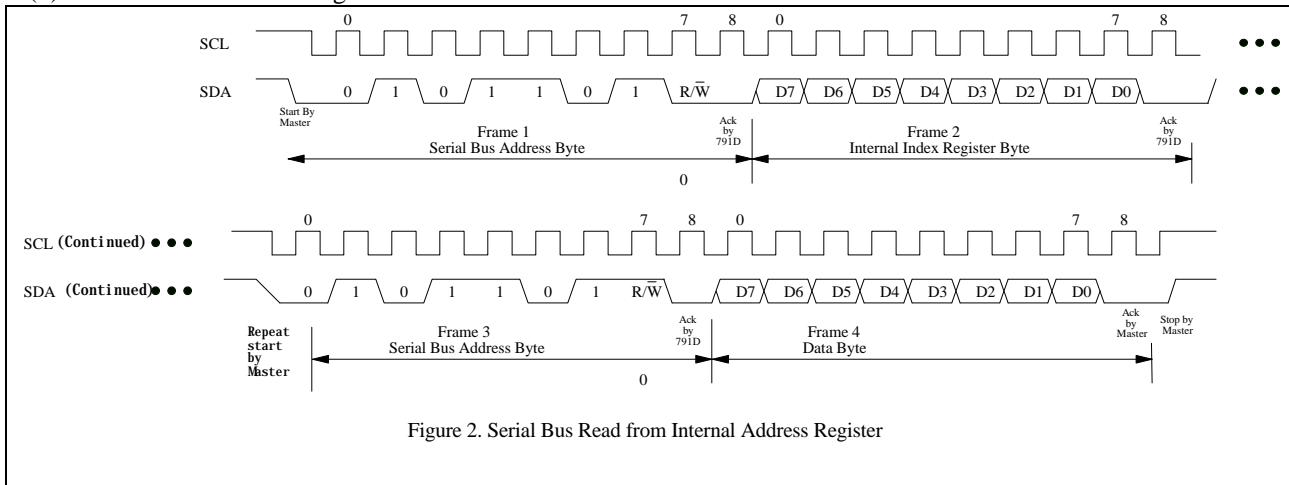 0 7 8 0 7 8
SCL
SDA 0 1 0 1 1 0 1 R/W̅ D7 D6 D5 D4 D3 D2 D1 D0
Start By
Master
Frame 1
Serial Bus Address Byte
Ack
by
791D
Frame 2
Internal Index Register Byte
Ack
by
791D
0
0 7 8 0 7 8
SCL (Continued)
SDA (Continued) 0 1 0 1 1 0 1 R/W̅ D7 D6 D5 D4 D3 D2 D1 D0
Repeat
start
by
Master
Frame 3
Serial Bus Address Byte
Ack
by
791D
Frame 4
Data Byte
Ack
by
Master
Stop by
Master
0
Figure 2. Serial Bus Read from Internal Address Register